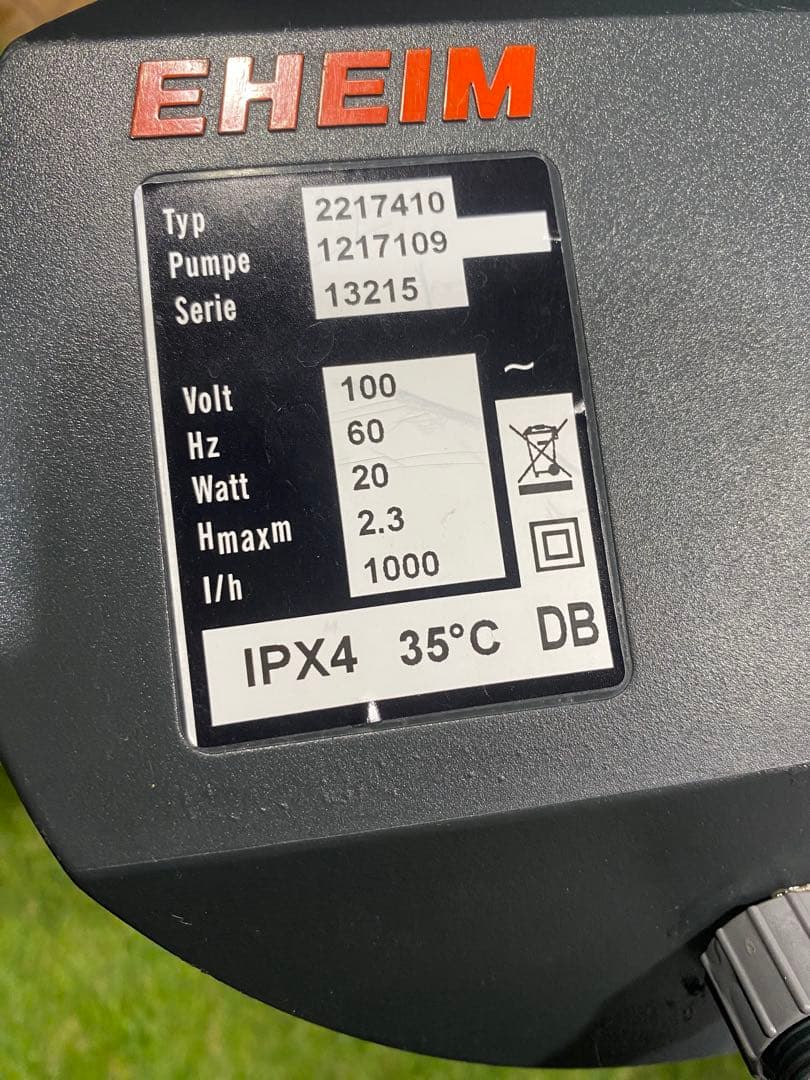 EHEIM
Typ 2217410
Pumpe 1217109
Serie 13215
~
Volt 100
Hz 60
Watt 20
Hmaxm 2.3
l/h 1000
IPX4 35°C DB